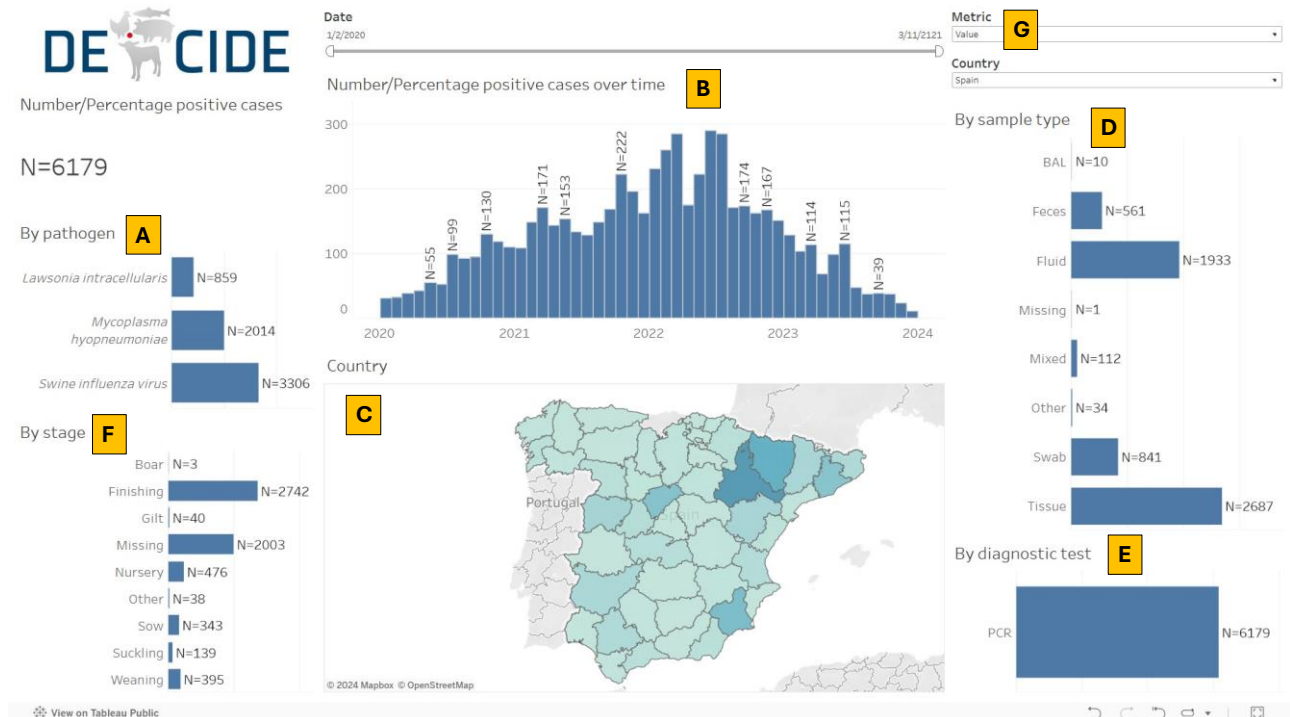 DECIDE
Number/Percentage positive cases
N=6179
By pathogen
A
Lawsonia intracellularis
N=859
Mycoplasma
hyopneumoniae
N=2014
Swine influenza virus
N=3306
By stage
F
Boar
N=3
Finishing
N=2742
Gilt
N=40
Missing
N=2003
Nursery
N=476
Other
N=38
Sow
N=343
Suckling
N=139
Weaning
N=395
Date
1/2/2020
3/11/2121
Number/Percentage positive cases over time
B
300
200
100
0
N=55
N=99
N=130
N=171
N=153
N=222
N=174
N=167
N=114
N=115
N=39
2020
2021
2022
2023
2024
Country
C
Portugal
Spain
© 2024 Mapbox © OpenStreetMap
Metric
G
Value
Country
Spain
By sample type
D
BAL
N=10
Feces
N=561
Fluid
N=1933
Missing
N=1
Mixed
N=112
Other
N=34
Swab
N=841
Tissue
N=2687
By diagnostic test
E
PCR
N=6179
View on Tableau Public